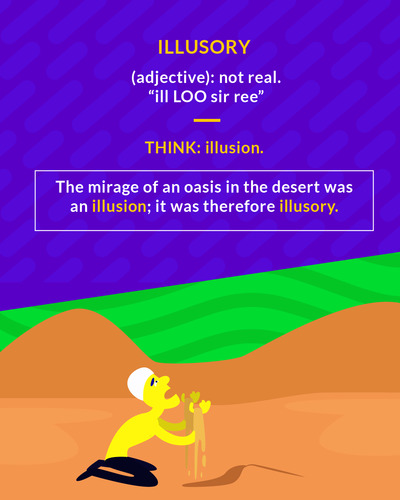 ILLUSORY
(adjective): not real.
“ill LOO sir ree”
THINK: illusion.
The mirage of an oasis in the desert was
an illusion; it was therefore illusory.